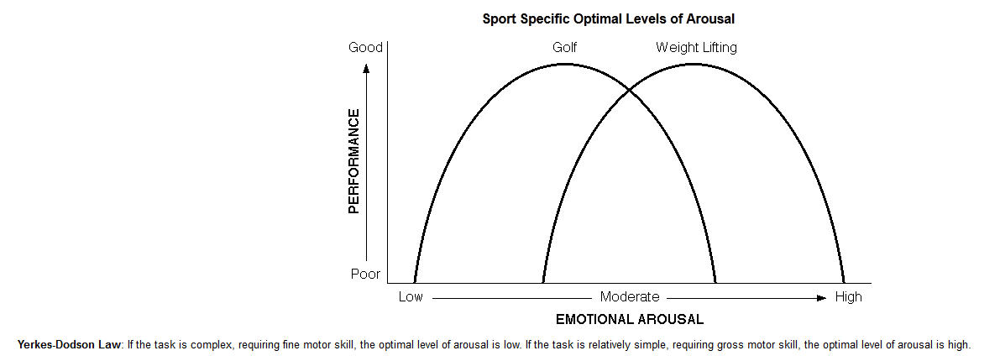 Sport Specific Optimal Levels of Arousal
Good
Golf
Weight Lifting
PERFORMANCE
Poor
Low
Moderate
High
EMOTIONAL AROUSAL
Yerkes-Dodson Law: If the task is complex, requiring fine motor skill, the optimal level of arousal is low. If the task is relatively simple, requiring gross motor skill, the optimal level of arousal is high.